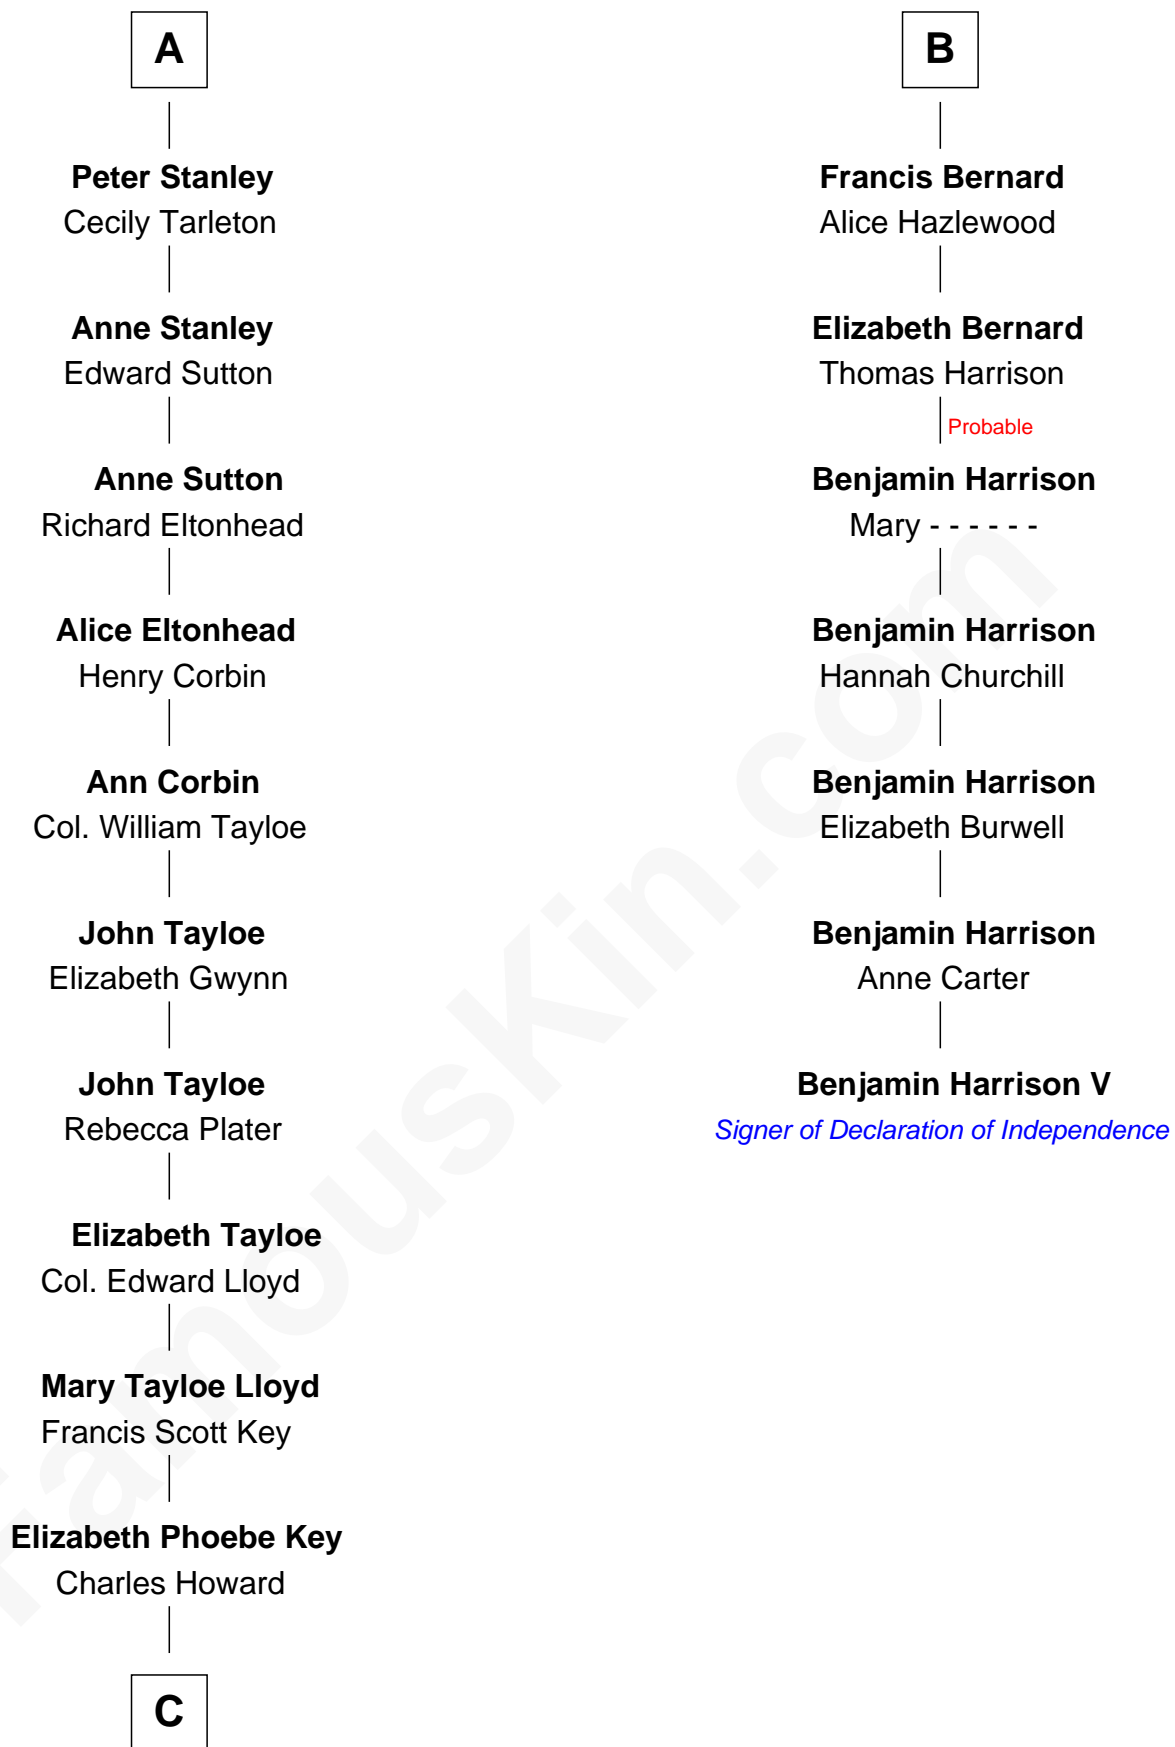 A
Peter Stanley
Cecily Tarleton
Anne Stanley
Edward Sutton
Anne Sutton
Richard Eltonhead
Alice Eltonhead
Henry Corbin
Ann Corbin
Col. William Tayloe
John Tayloe
Elizabeth Gwynn
John Tayloe
Rebecca Plater
Elizabeth Tayloe
Col. Edward Lloyd
Mary Tayloe Lloyd
Francis Scott Key
Elizabeth Phoebe Key
Charles Howard
C
B
Francis Bernard
Alice Hazlewood
Elizabeth Bernard
Thomas Harrison
Probable
Benjamin Harrison
Mary - - - - - -
Benjamin Harrison
Hannah Churchill
Benjamin Harrison
Elizabeth Burwell
Benjamin Harrison
Anne Carter
Benjamin Harrison V
Signer of Declaration of Independence
FamousKin.com